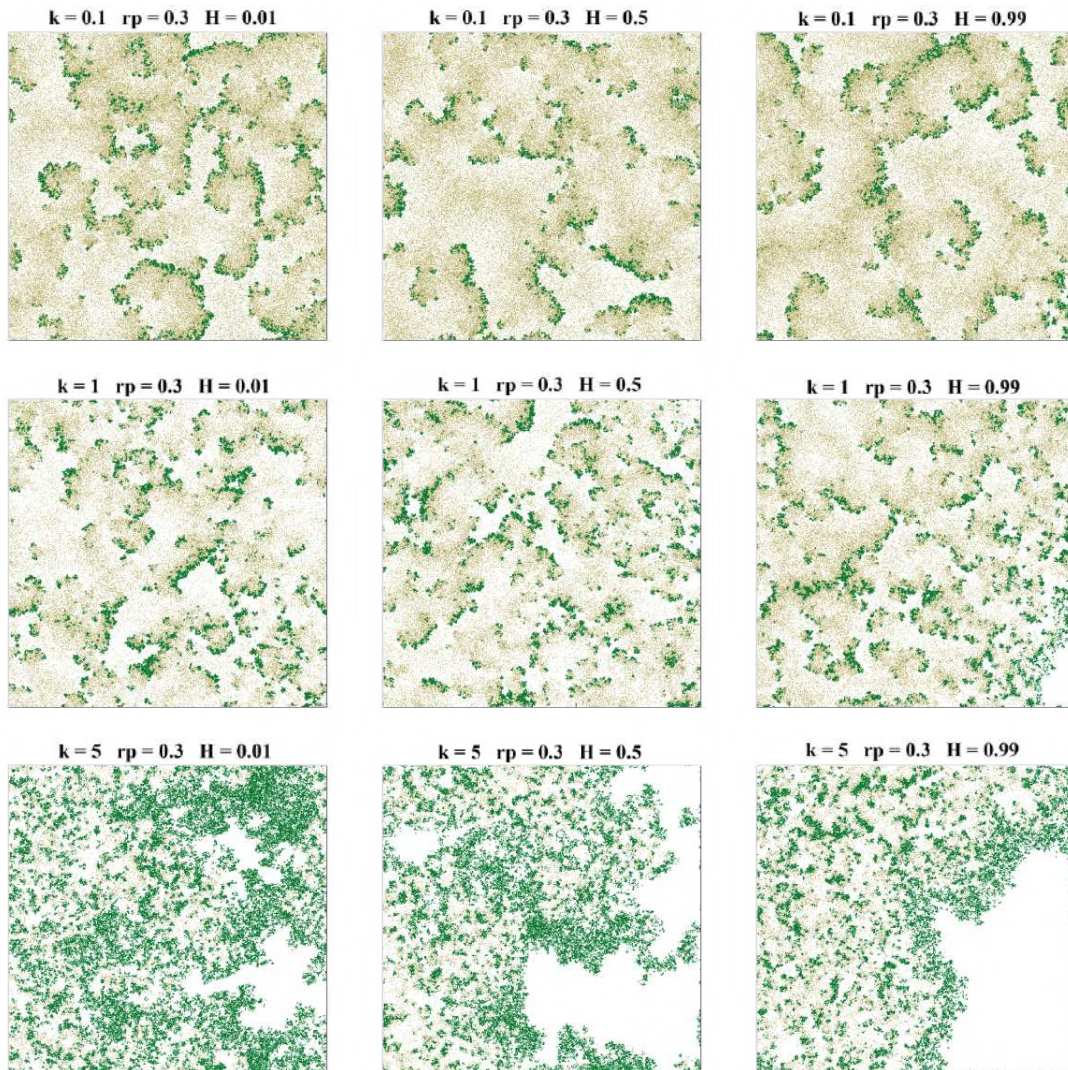 k = 0.1 rp = 0.3 H = 0.01
k = 0.1 rp = 0.3 H = 0.5
k = 0.1 rp = 0.3 H = 0.99
k = 1 rp = 0.3 H = 0.01
k = 1 rp = 0.3 H = 0.5
k = 1 rp = 0.3 H = 0.99
k = 5 rp = 0.3 H = 0.01
k = 5 rp = 0.3 H = 0.5
k = 5 rp = 0.3 H = 0.99